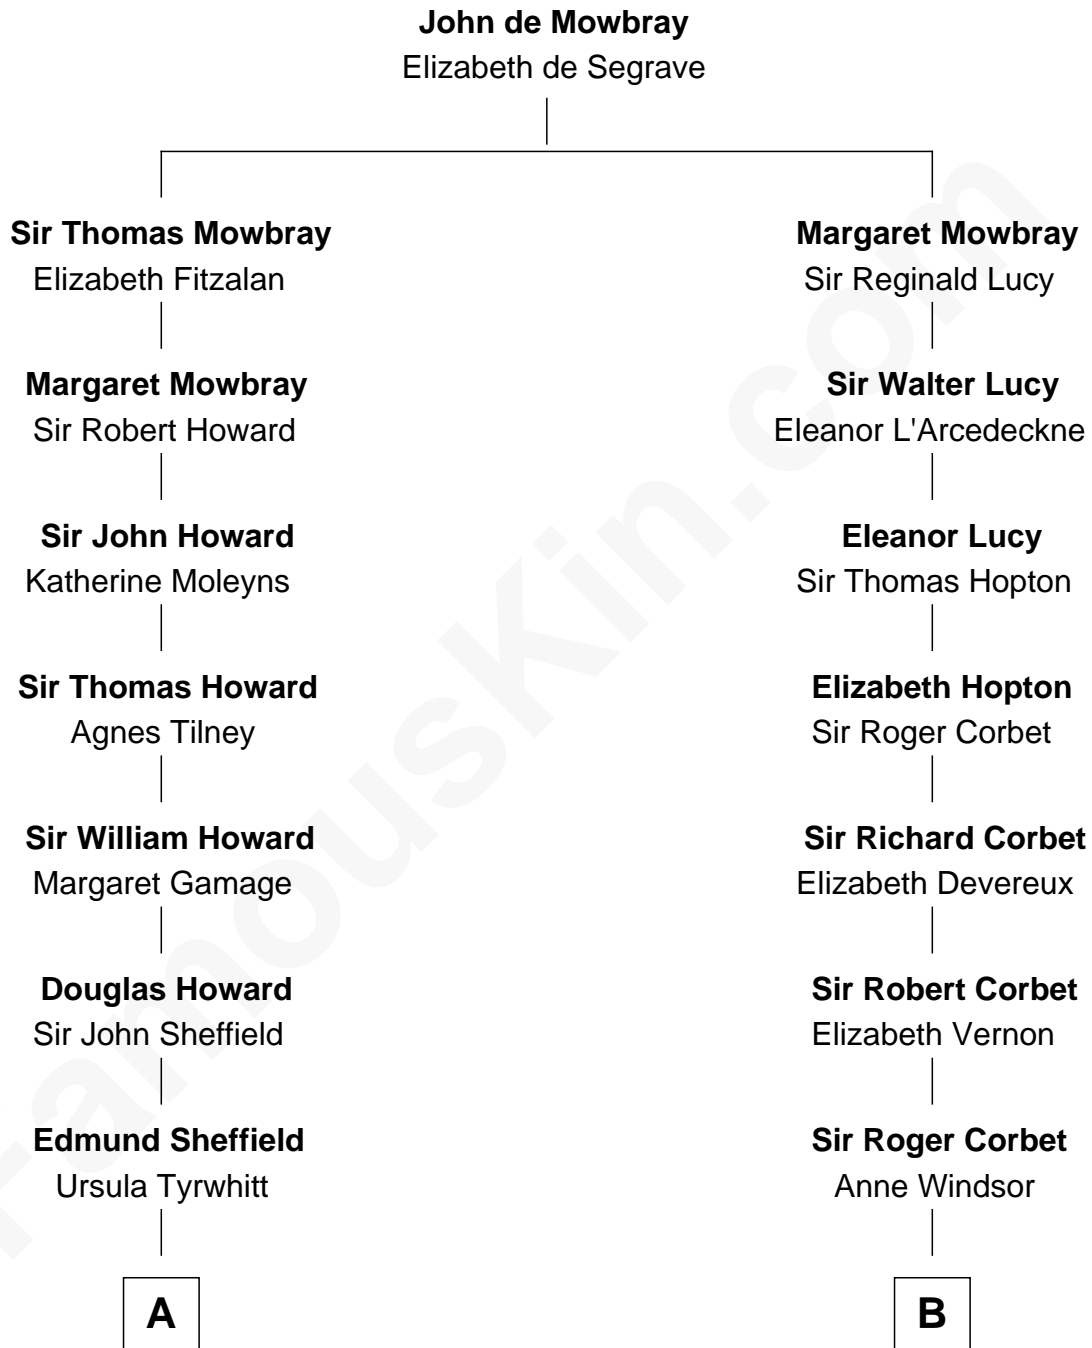 John de Mowbray
Elizabeth de Segrave
Sir Thomas Mowbray
Elizabeth Fitzalan
Margaret Mowbray
Sir Reginald Lucy
Margaret Mowbray
Sir Robert Howard
Sir Walter Lucy
Eleanor L'Arcedeckne
Sir John Howard
Katherine Moleyns
Eleanor Lucy
Sir Thomas Hopton
Sir Thomas Howard
Agnes Tilney
Elizabeth Hopton
Sir Roger Corbet
Sir William Howard
Margaret Gamage
Sir Richard Corbet
Elizabeth Devereux
Douglas Howard
Sir John Sheffield
Sir Robert Corbet
Elizabeth Vernon
Edmund Sheffield
Ursula Tyrwhitt
Sir Roger Corbet
Anne Windsor
A
B
FamousKin.com